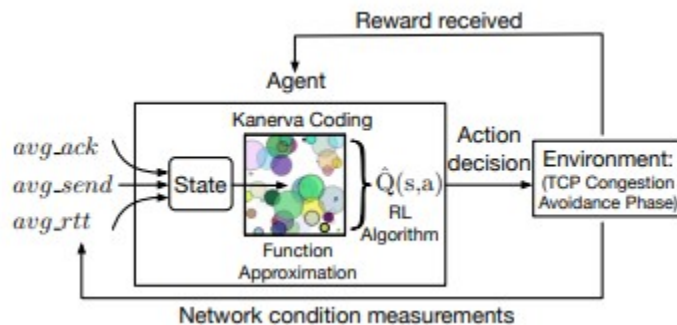 Reward received
Agent
Kanerva Coding
avg_ack
avg_send
avg_rtt
State
Q̂(s,a)
RL
Algorithm
Function
Approximation
Action
decision
Environment:
(TCP Congestion
Avoidance Phase)
Network condition measurements